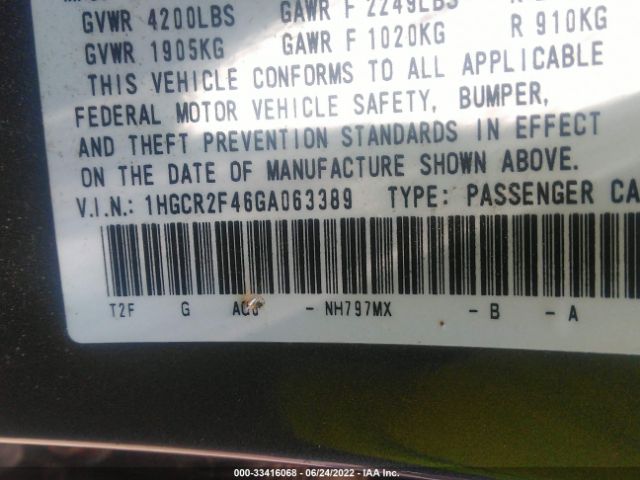 GVWR 4200LBS GAWR F 2249LBS
GVWR 1905KG GAWR F 1020KG R 910KG
THIS VEHICLE CONFORMS TO ALL APPLICABLE
FEDERAL MOTOR VEHICLE SAFETY, BUMPER,
AND THEFT PREVENTION STANDARDS IN EFFECT
ON THE DATE OF MANUFACTURE SHOWN ABOVE.
V.I.N.: 1HGCR2F46GA063389 TYPE: PASSENGER CA
T2F G - NH797MX - B - A
000-33416068 - 06/24/2022 - IAA Inc.